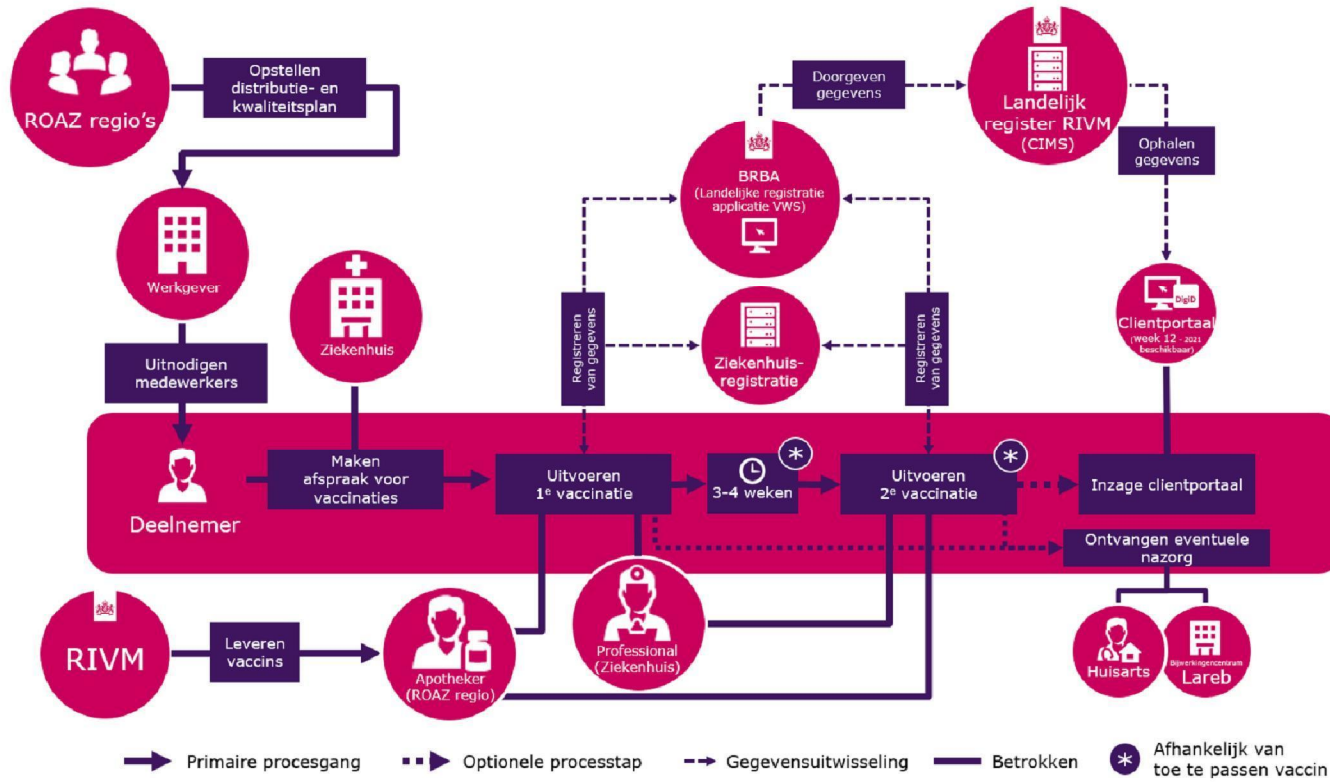 ROAZ regio's
Opstellen
distributie- en
kwaliteitsplan
Werkgever
Uitnodigen
medewerkers
Ziekenhuis
BRBA
(Landelijke registratie
applicatie VWS)
Doorgeven
gegevens
Landelijk
register RIVM
(CIMS)
Ophalen
gegevens
DigiD
Clientportaal
(week 12 - 2021
beschikbaar)
Registreren
van gegevens
Ziekenhuis-
registratie
Registreren
van gegevens
Deelnemer
Maken
afspraak voor
vaccinaties
Uitvoeren
1e vaccinatie
*
3-4 weken
Uitvoeren
2e vaccinatie
*
Inzage clientportaal
Ontvangen eventuele
nazorg
RIVM
Leveren
vaccins
Apotheker
(ROAZ regio)
Professional
(Ziekenhuis)
Huisarts
Bijwerkingencentrum
Lareb
Primaire procesgang
Optionele processtap
Gegevensuitwisseling
Betrokken
*
Afhankelijk van
toe te passen vaccin